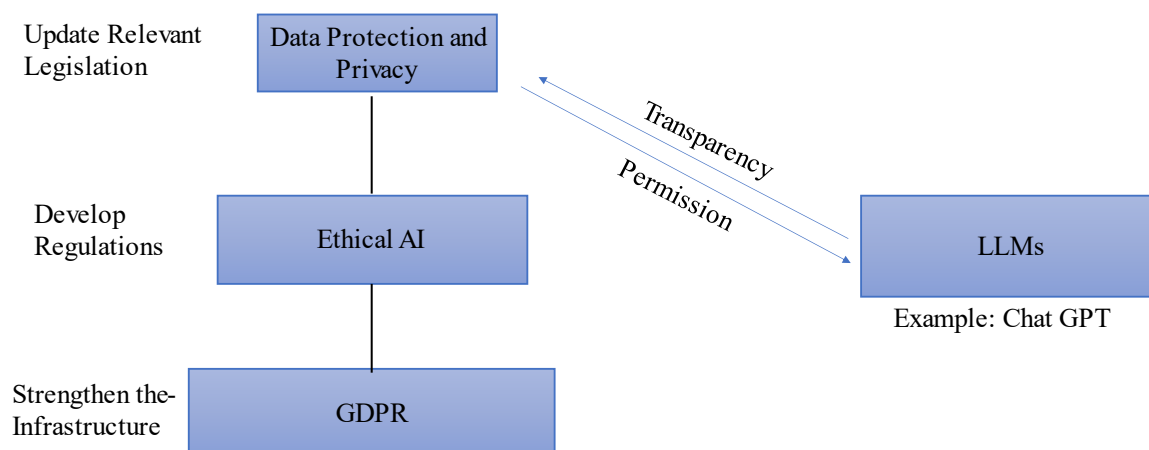 Update Relevant
Legislation
Data Protection and
Privacy
Transparency
Permission
Develop
Regulations
Ethical AI
LLMs
Example: Chat GPT
Strengthen the-
Infrastructure
GDPR